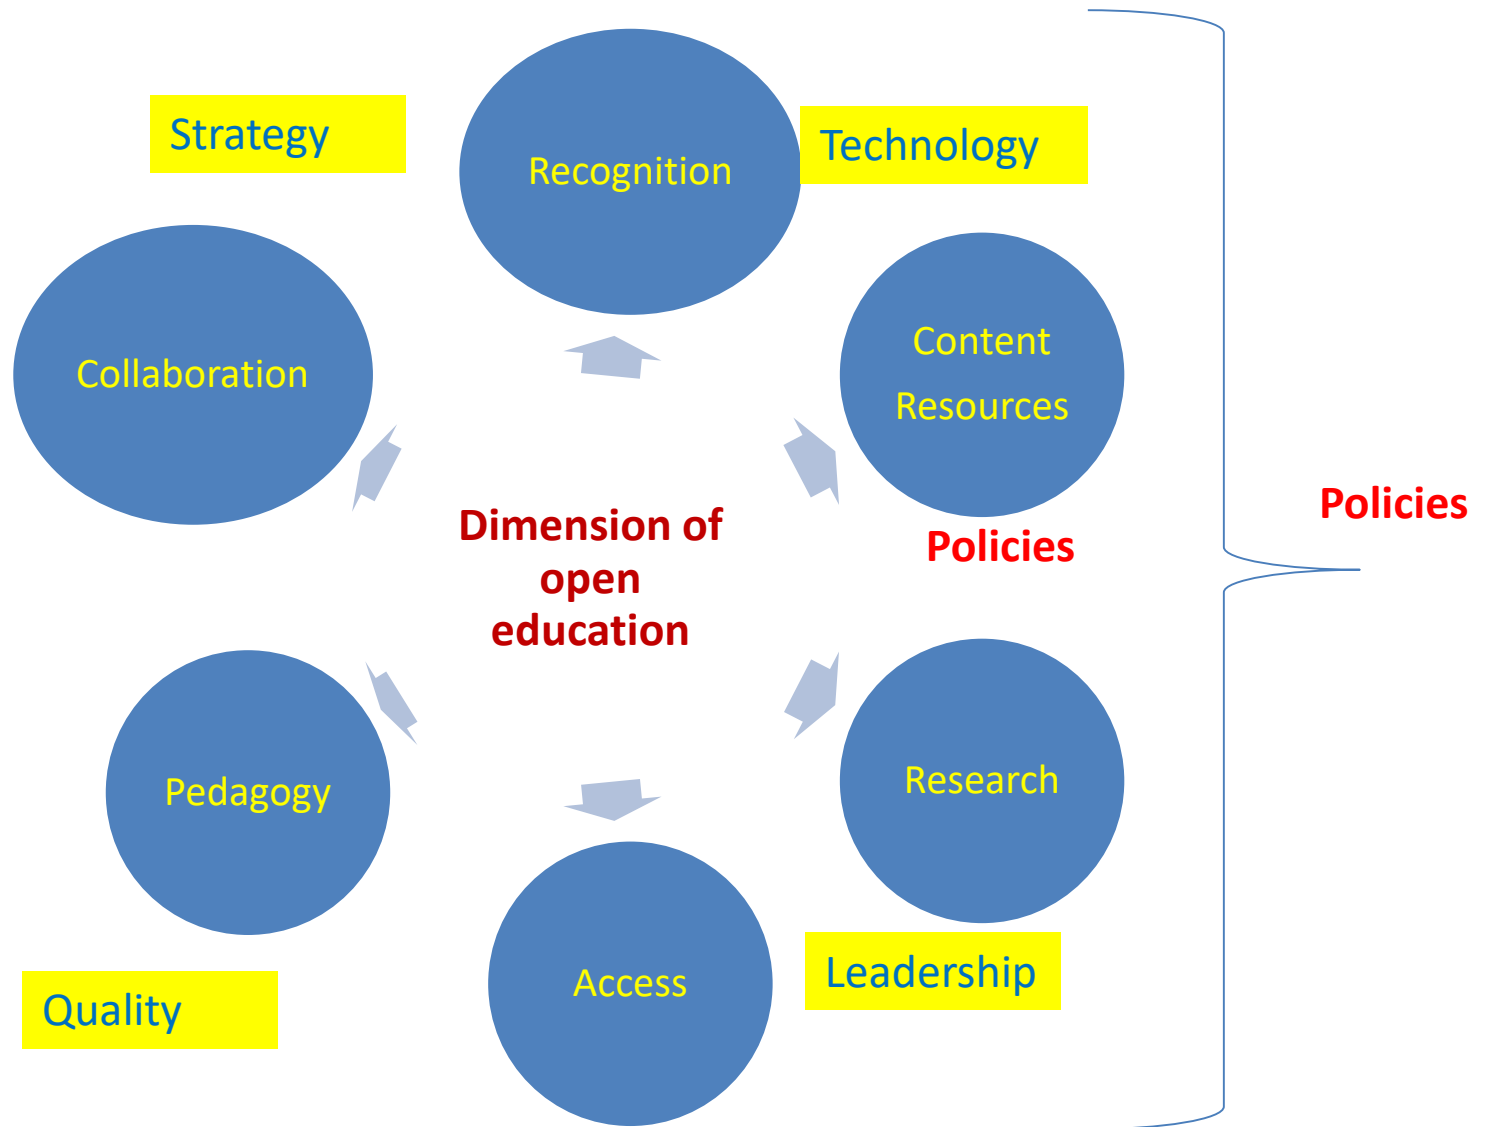 Strategy
Recognition
Technology
Collaboration
Content
Resources
Policies
Dimension of
open
education
Policies
Pedagogy
Research
Access
Leadership
Quality